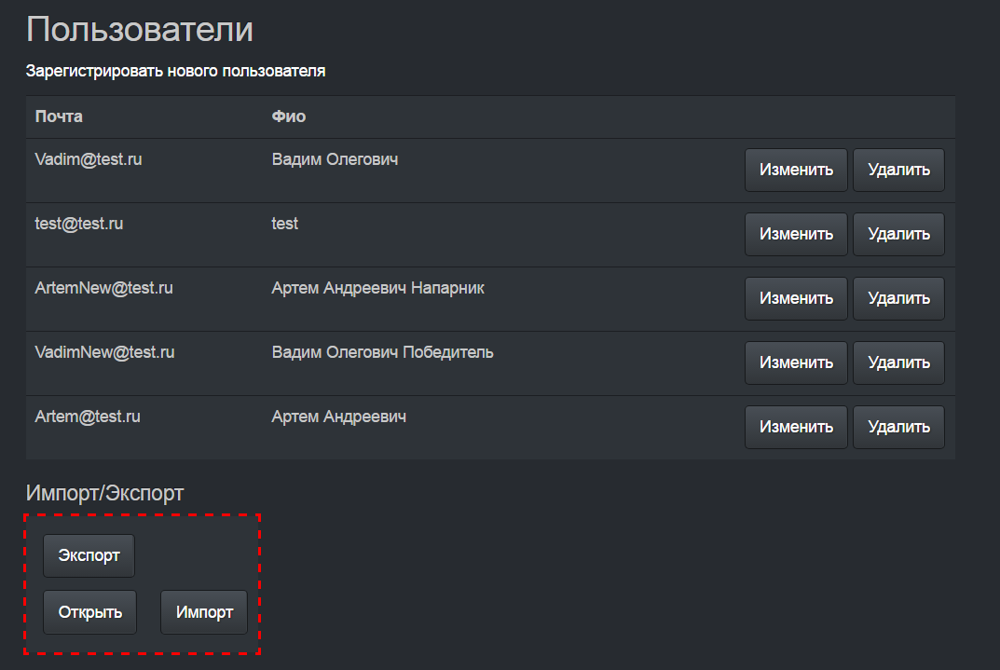 Пользователи
Зарегистрировать нового пользователя
Почта Фио
Vadim@test.ru Вадим Олегович Изменить Удалить
test@test.ru test Изменить Удалить
ArtemNew@test.ru Артем Андреевич Напарник Изменить Удалить
VadimNew@test.ru Вадим Олегович Победитель Изменить Удалить
Artem@test.ru Артем Андреевич Изменить Удалить
Импорт/Экспорт
Экспорт
Открыть Импорт